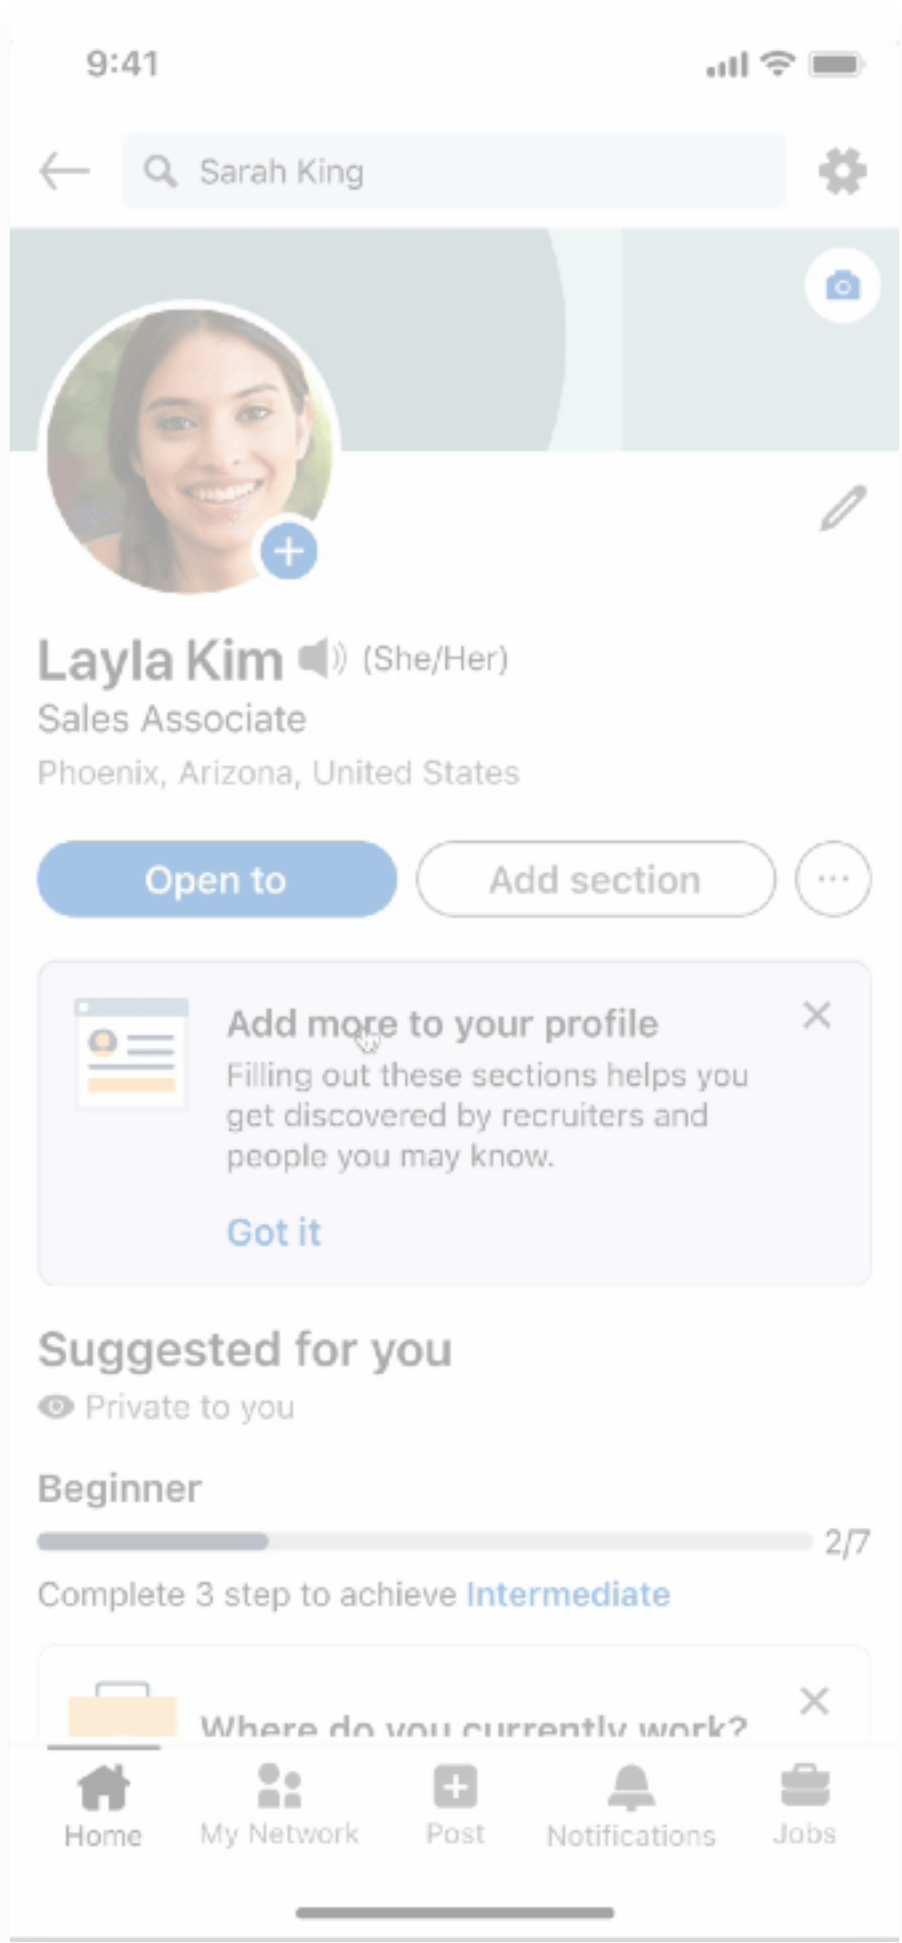 9:41
Sarah King
Layla Kim (She/Her)
Sales Associate
Phoenix, Arizona, United States
Open to
Add section
Add more to your profile
Filling out these sections helps you
get discovered by recruiters and
people you may know.
Got it
Suggested for you
Private to you
Beginner
2/7
Complete 3 step to achieve Intermediate
Where do you currently work?
Home
My Network
Post
Notifications
Jobs